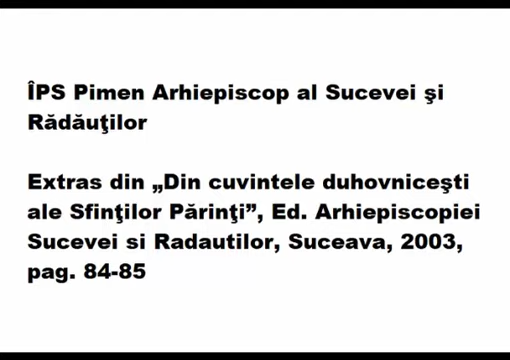 ÎPS Pimen Arhiepiscop al Sucevei şi
Rădăuţilor
Extras din „Din cuvintele duhovniceşti
ale Sfinţilor Părinţi”, Ed. Arhiepiscopiei
Sucevei si Radautilor, Suceava, 2003,
pag. 84-85